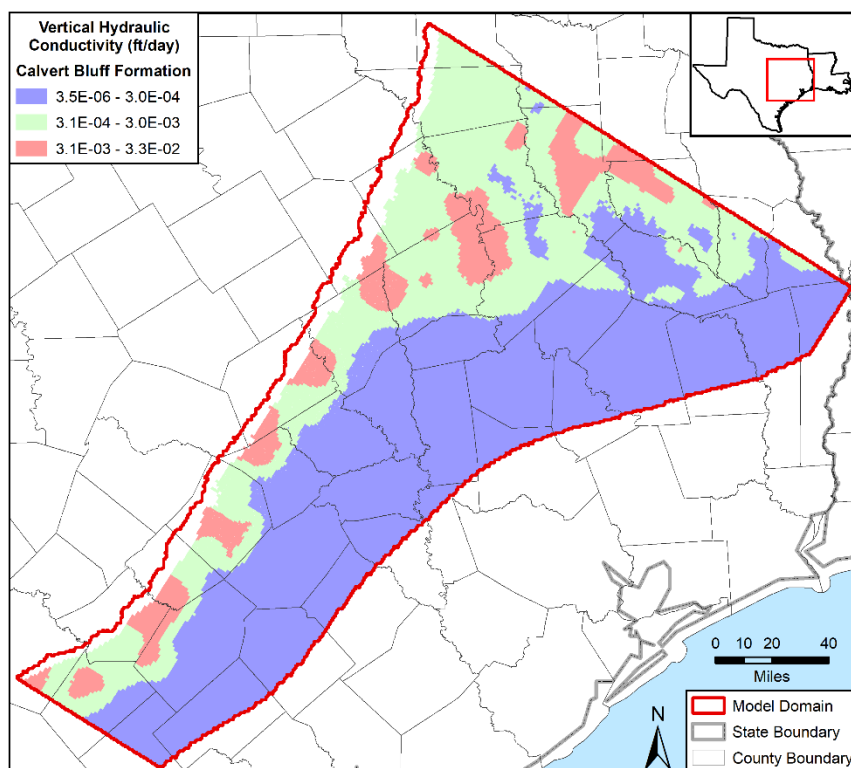 Vertical Hydraulic
Conductivity (ft/day)
Calvert Bluff Formation
3.5E-06 - 3.0E-04
3.1E-04 - 3.0E-03
3.1E-03 - 3.3E-02
0 10 20 40
Miles
N
Model Domain
State Boundary
County Boundary